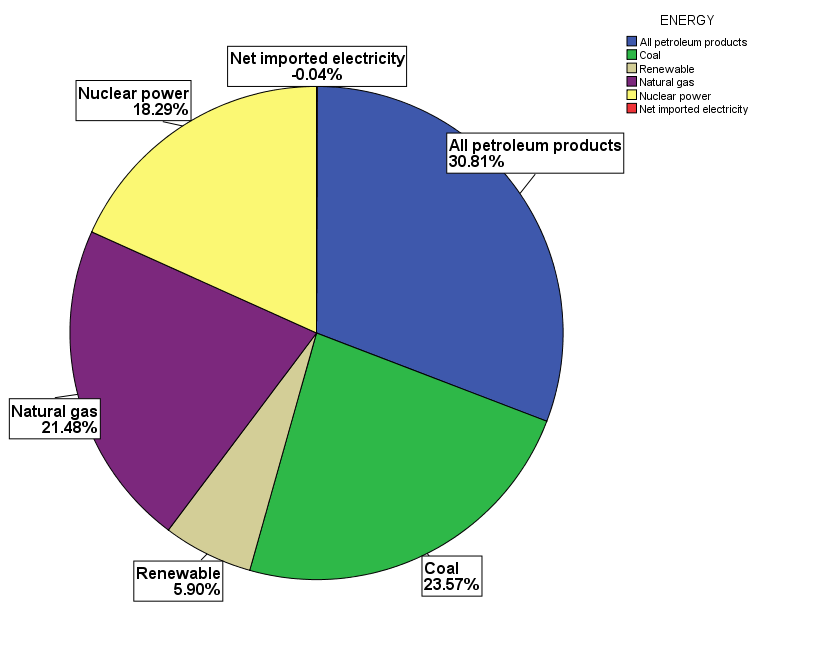 ENERGY
All petroleum products
Coal
Renewable
Natural gas
Nuclear power
Net imported electricity
Net imported electricity
-0.04%
Nuclear power
18.29%
All petroleum products
30.81%
Natural gas
21.48%
Renewable
5.90%
Coal
23.57%